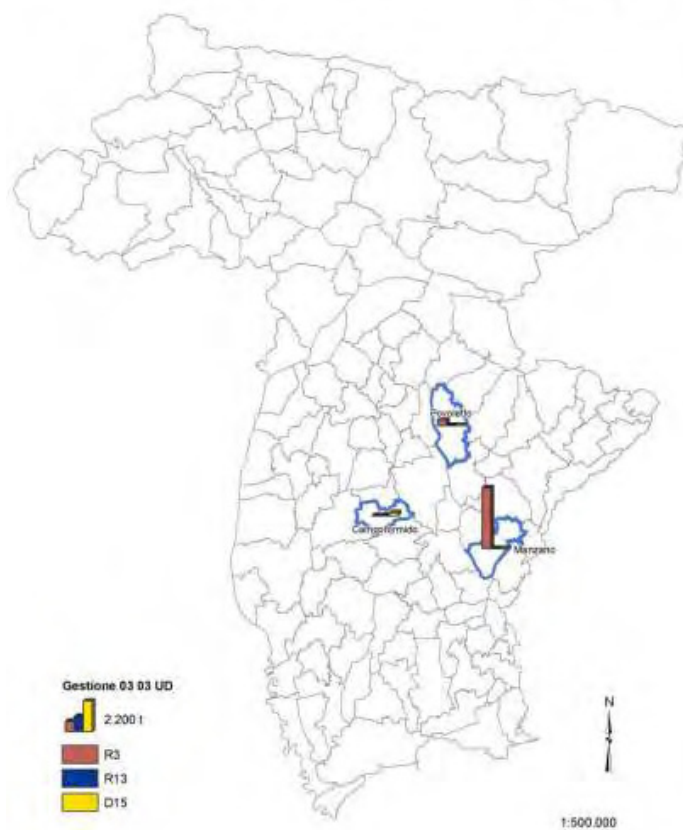 Povoletto
Campoformido
Manzano
Gestione 03 03 UD
2.200 t
R3
R13
D15
N
1:500.000